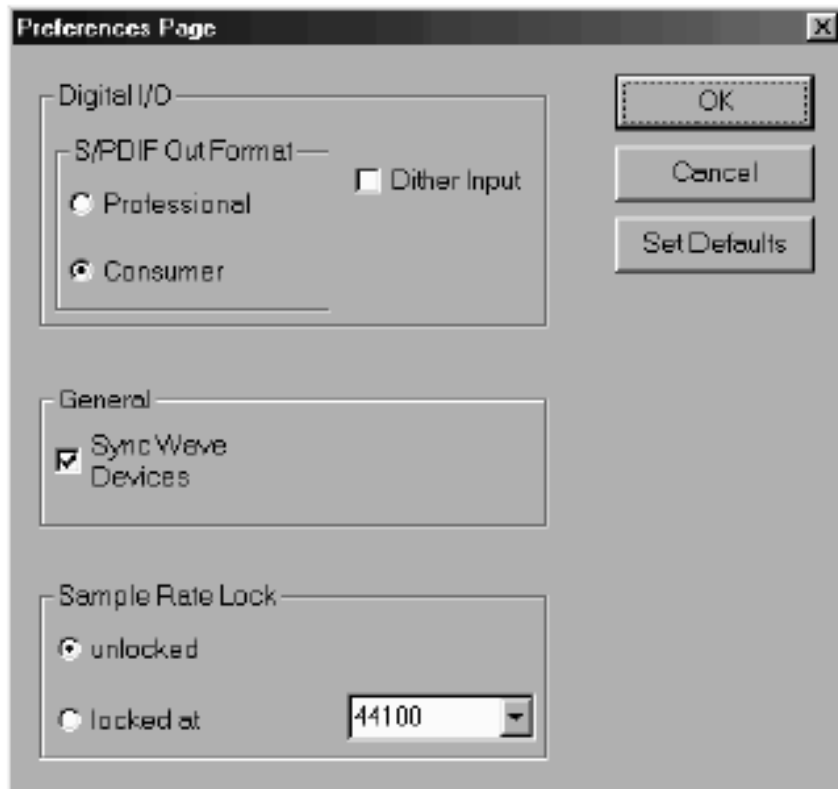 Preferences Page
Digital I/O
S/PDIF Out Format
Professional
Consumer
Dither Input
OK
Cancel
Set Defaults
General
Sync Wave
Devices
Sample Rate Lock
unlocked
locked at
44100